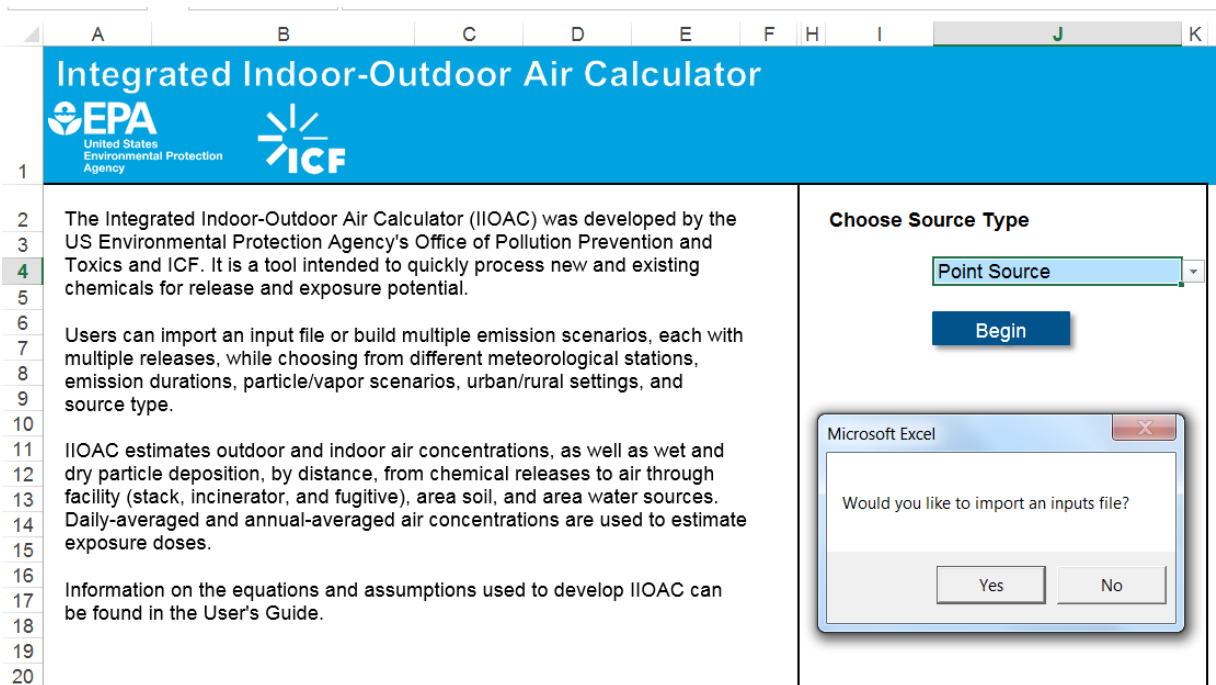 A B C D E F H I J K
1
Integrated Indoor-Outdoor Air Calculator
EPA
United States
Environmental Protection
Agency
ICF
2
3
4
5
6
7
8
9
10
11
12
13
14
15
16
17
18
19
20
The Integrated Indoor-Outdoor Air Calculator (IIOAC) was developed by the
US Environmental Protection Agency's Office of Pollution Prevention and
Toxics and ICF. It is a tool intended to quickly process new and existing
chemicals for release and exposure potential.
Users can import an input file or build multiple emission scenarios, each with
multiple releases, while choosing from different meteorological stations,
emission durations, particle/vapor scenarios, urban/rural settings, and
source type.
IIOAC estimates outdoor and indoor air concentrations, as well as wet and
dry particle deposition, by distance, from chemical releases to air through
facility (stack, incinerator, and fugitive), area soil, and area water sources.
Daily-averaged and annual-averaged air concentrations are used to estimate
exposure doses.
Information on the equations and assumptions used to develop IIOAC can
be found in the User's Guide.
Choose Source Type
Point Source
Begin
Microsoft Excel
Would you like to import an inputs file?
Yes No